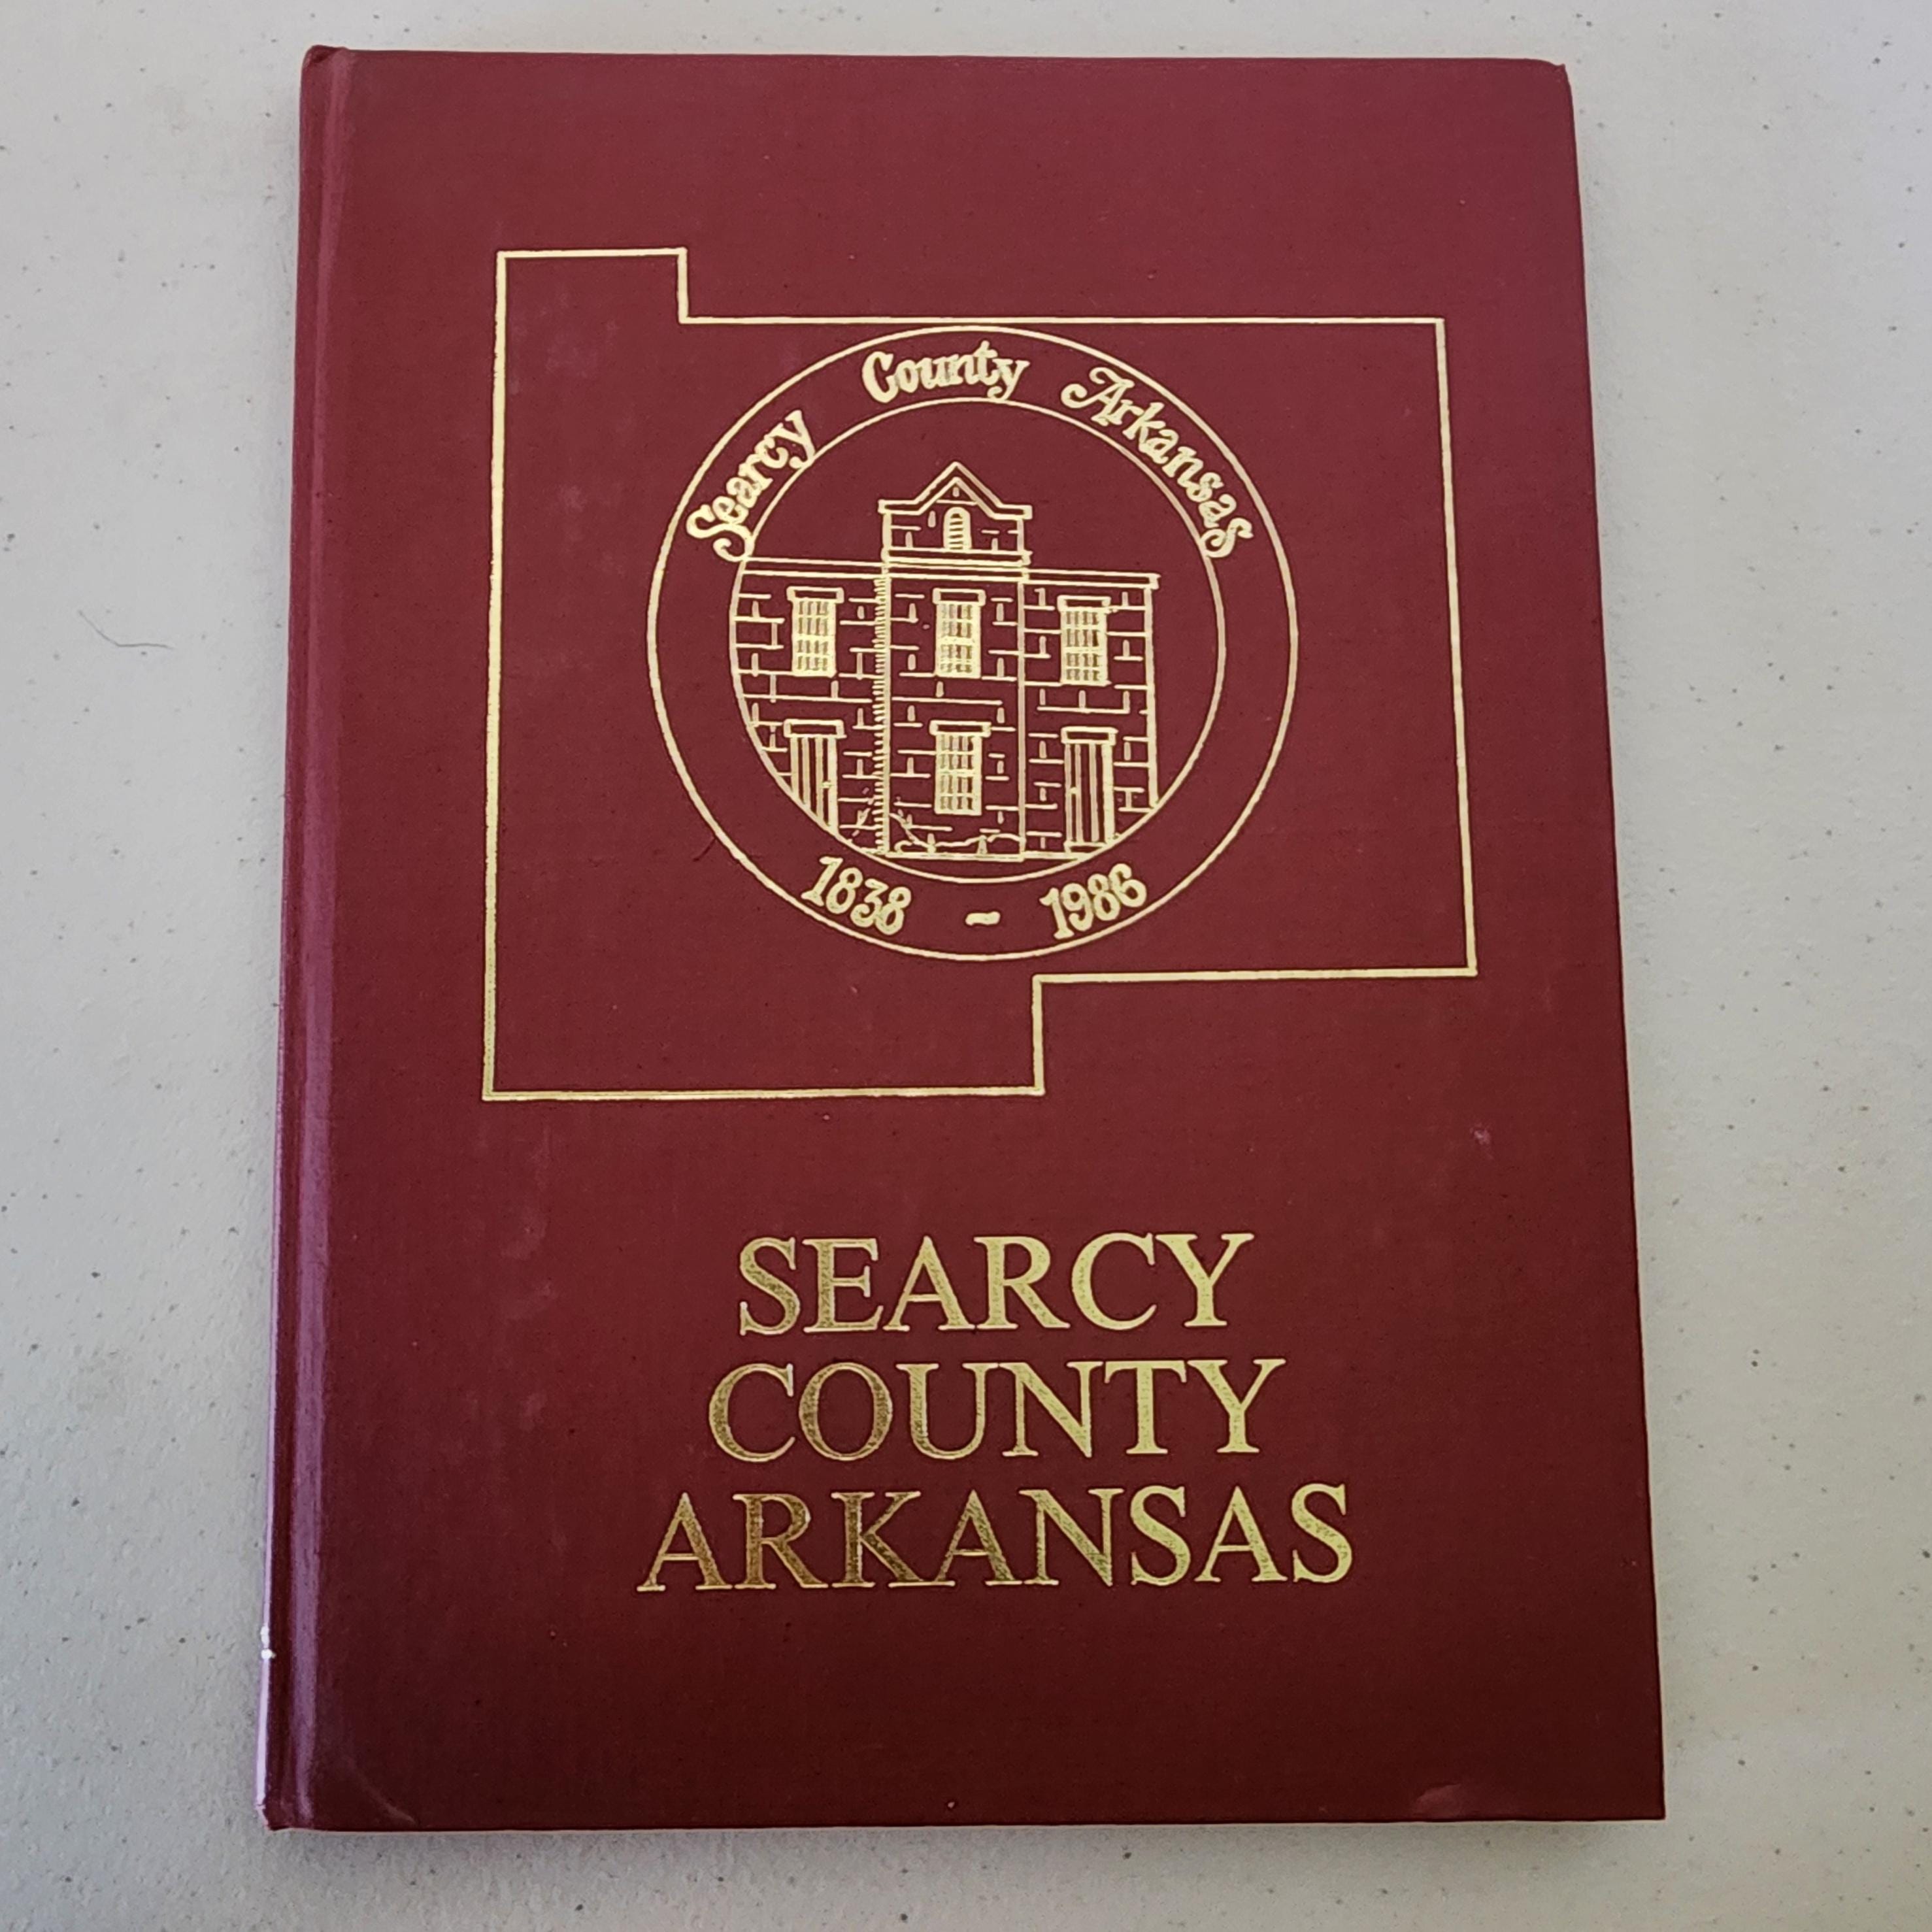 Searcy County Arkansas
1838 - 1986
SEARCY
COUNTY
ARKANSAS